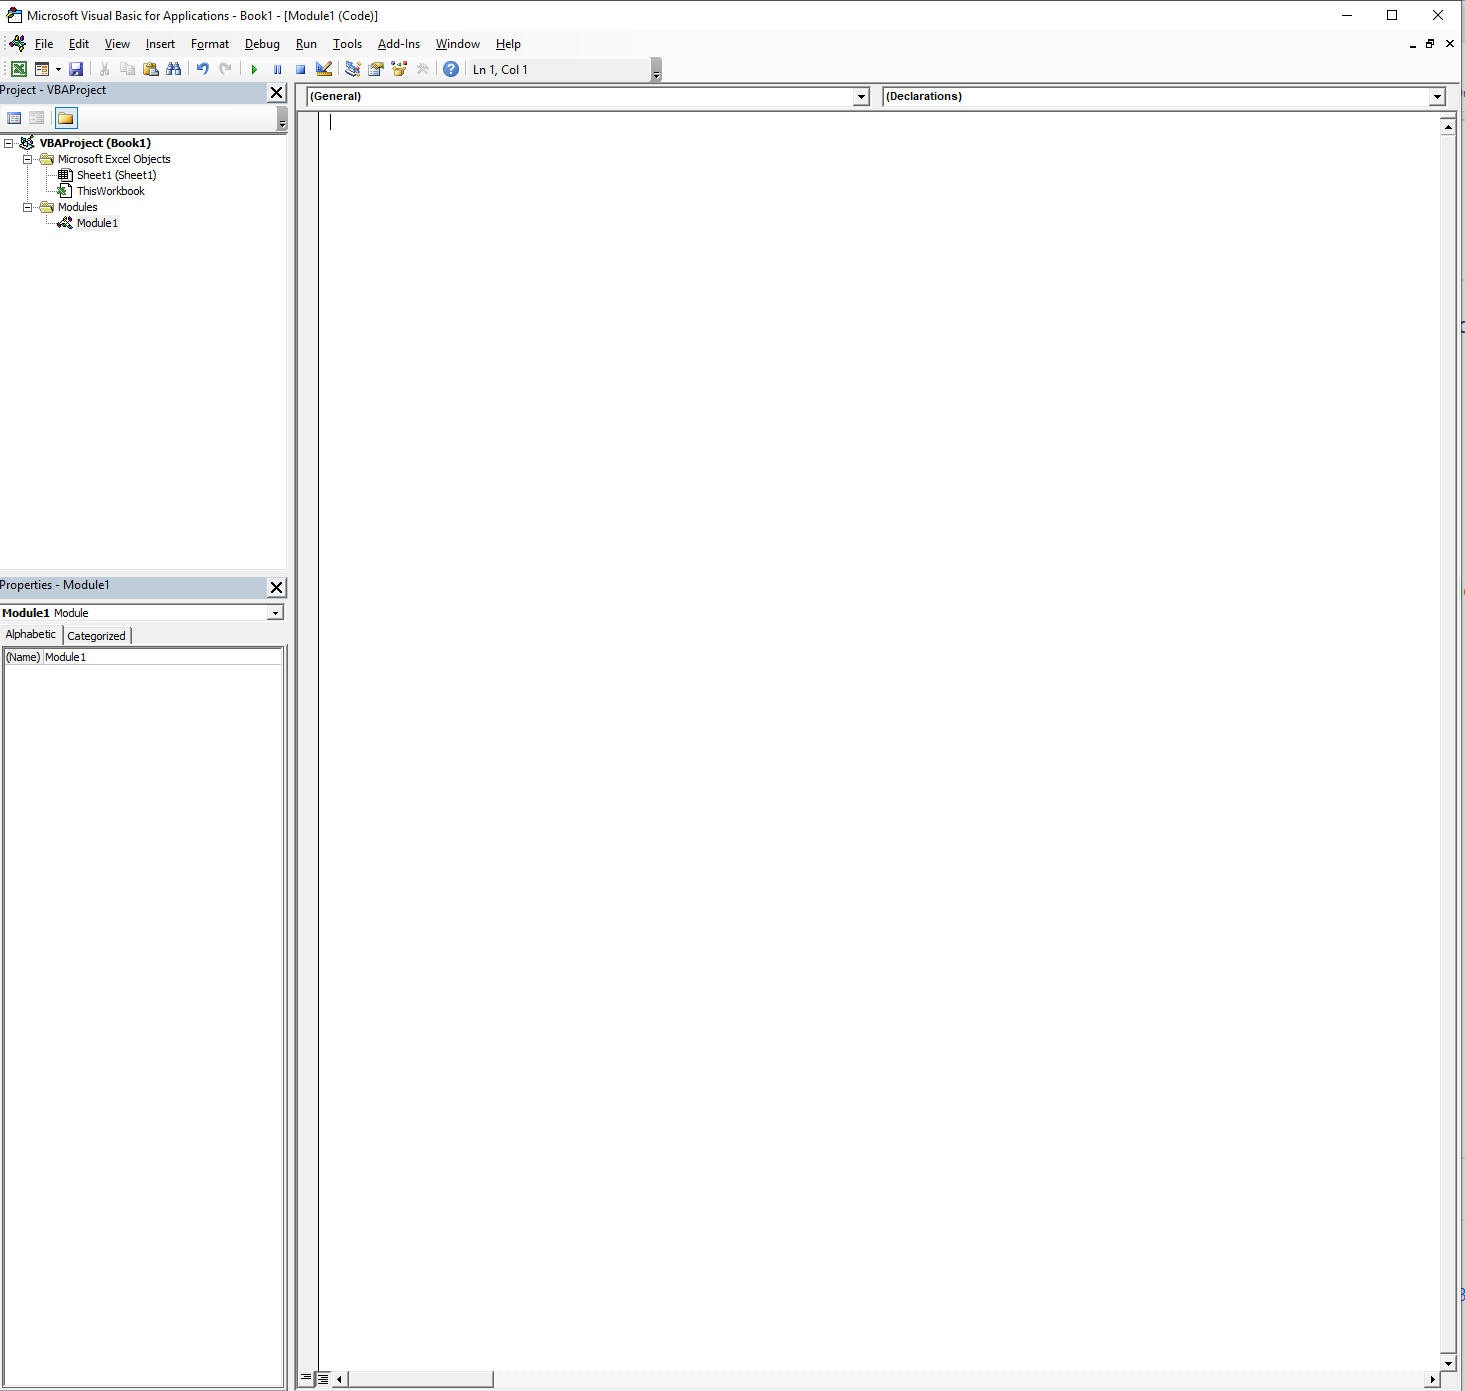 Microsoft Visual Basic for Applications - Book1 - [Module1 (Code)]
File Edit View Insert Format Debug Run Tools Add-Ins Window Help
Ln 1, Col 1
Project - VBAProject
(General) (Declarations)
VBAProject (Book1)
Microsoft Excel Objects
Sheet1 (Sheet1)
ThisWorkbook
Modules
Module1
Properties - Module1
Module1 Module
Alphabetic Categorized
(Name) Module1